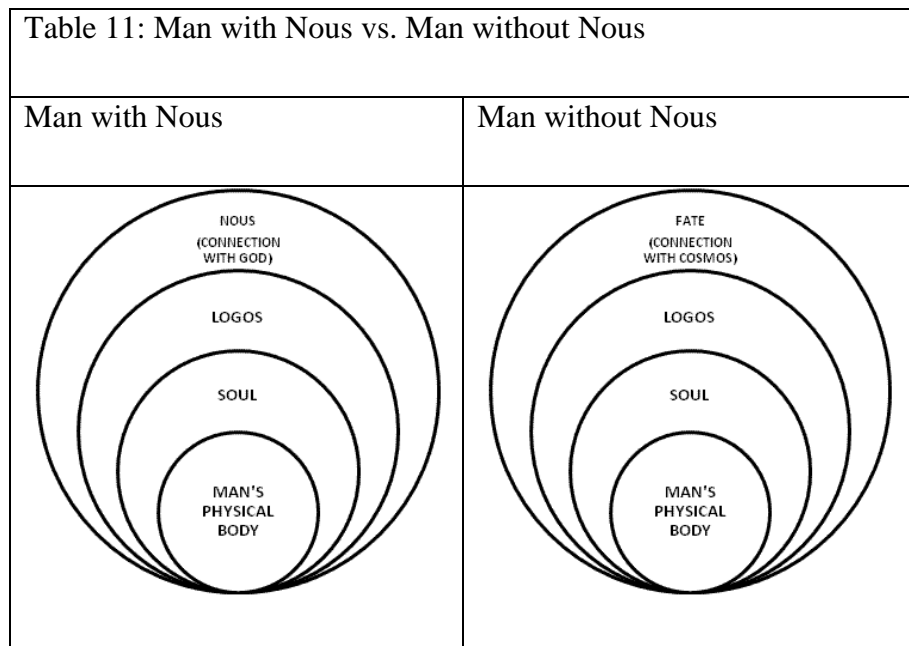 Table 11: Man with Nous vs. Man without Nous
Man with Nous
Man without Nous
NOUS
(CONNECTION
WITH GOD)
LOGOS
SOUL
MAN'S
PHYSICAL
BODY
FATE
(CONNECTION
WITH COSMOS)
LOGOS
SOUL
MAN'S
PHYSICAL
BODY